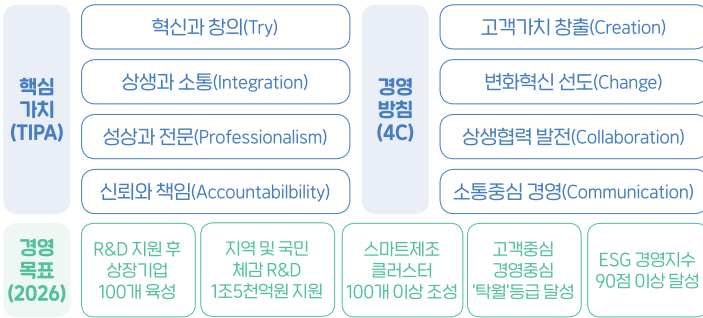 핵심
가치
(TIPA)
혁신과 창의(Try)
상생과 소통(Integration)
성상과 전문(Professionalism)
신뢰와 책임(Accountabilbility)
경영
방침
(4C)
고객가치 창출(Creation)
변화혁신 선도(Change)
상생협력 발전(Collaboration)
소통중심 경영(Communication)
경영
목표
(2026)
R&D 지원 후
상장기업
100개 육성
지역 및 국민
체감 R&D
1조5천억원 지원
스마트제조
클러스터
100개 이상 조성
고객중심
경영중심
'탁월'등급 달성
ESG 경영지수
90점 이상 달성